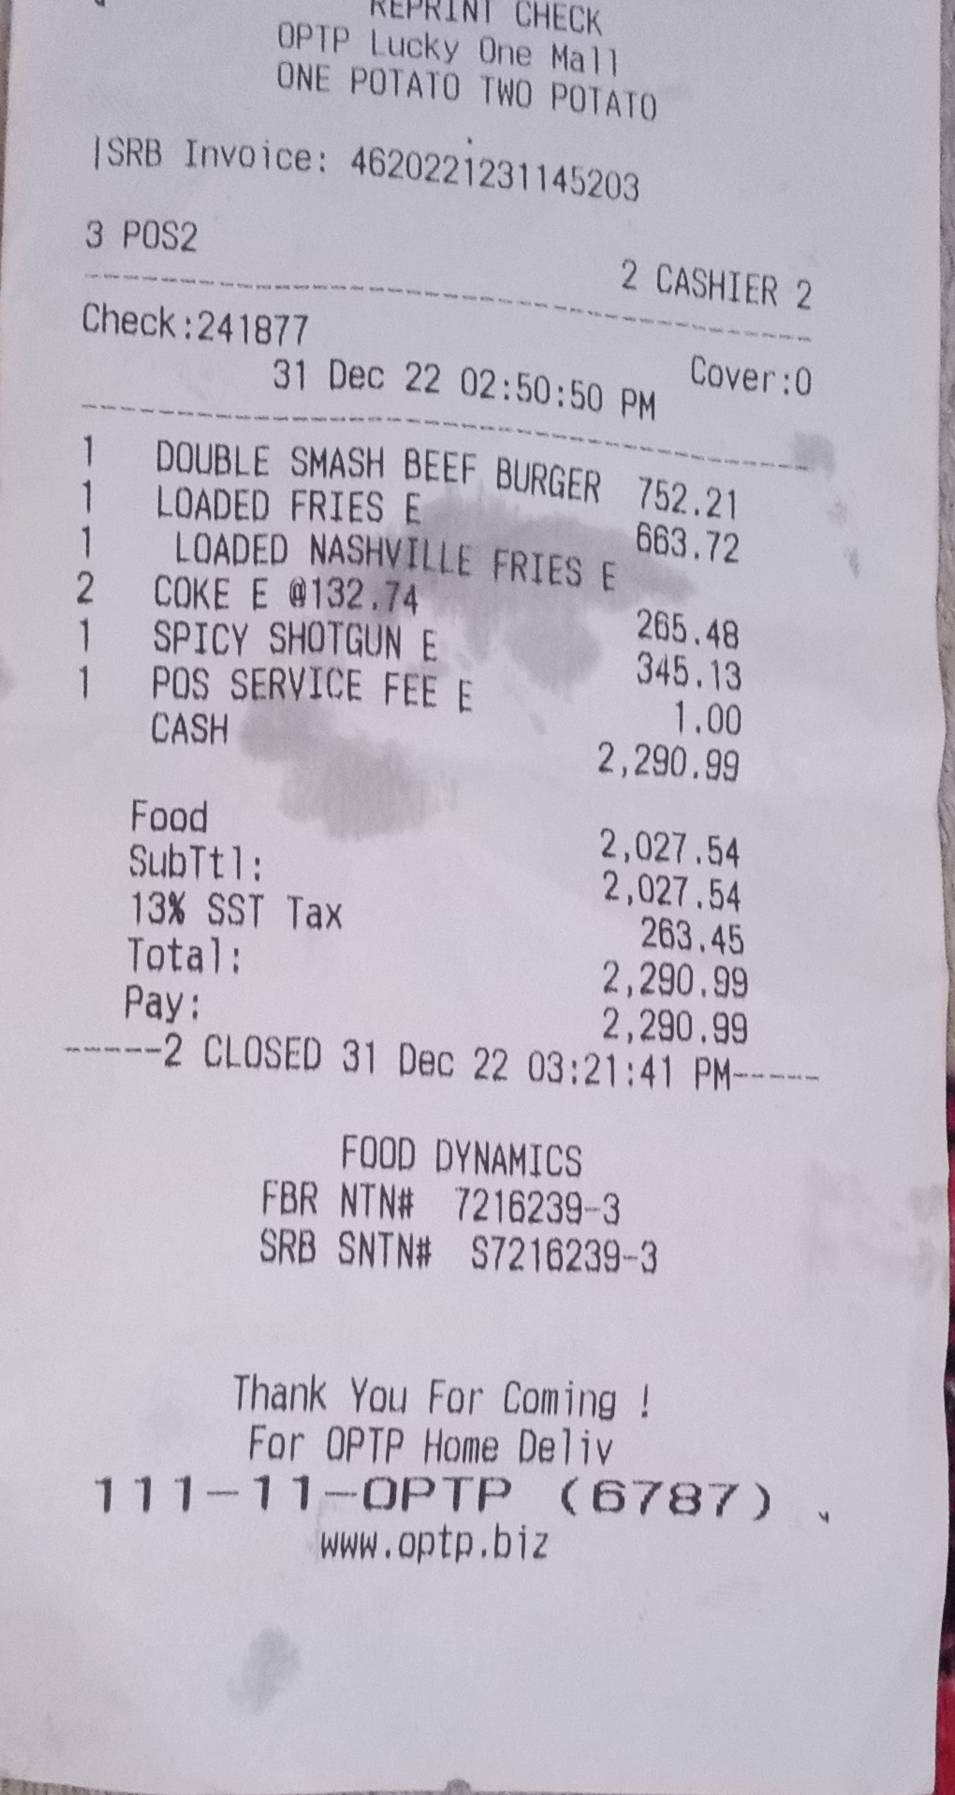 REPRINT CHECK
OPTP Lucky One Mall
ONE POTATO TWO POTATO
|SRB Invoice: 4620221231145203
3 POS2 2 CASHIER 2
Check:241877 Cover:0
31 Dec 22 02:50:50 PM
1 DOUBLE SMASH BEEF BURGER 752.21
1 LOADED FRIES E 663.72
1 LOADED NASHVILLE FRIES E
2 COKE E @132.74 265.48
1 SPICY SHOTGUN E 345.13
1 POS SERVICE FEE E 1.00
CASH 2,290.99
Food 2,027.54
SubTtl: 2,027.54
13% SST Tax 263.45
Total: 2,290.99
Pay: 2,290.99
-----2 CLOSED 31 Dec 22 03:21:41 PM-----
FOOD DYNAMICS
FBR NTN# 7216239-3
SRB SNTN# S7216239-3
Thank You For Coming !
For OPTP Home Deliv
111-11-OPTP (6787)
www.optp.biz